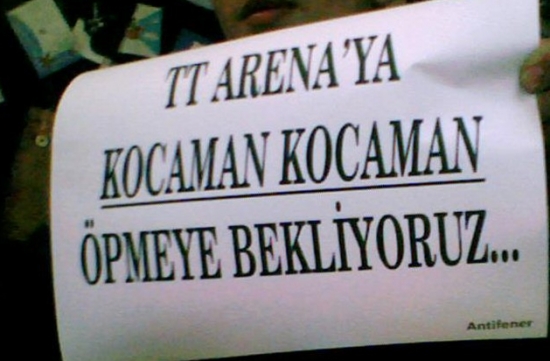 TT ARENA'YA
KOCAMAN KOCAMAN
ÖPMEYE BEKLİYORUZ...
Antifener